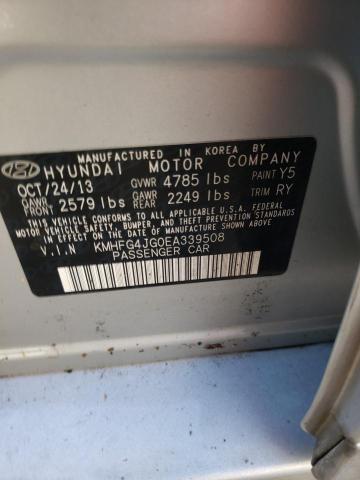 MANUFACTURED IN KOREA BY
HYUNDAI MOTOR COMPANY
OCT/24/13 GVWR 4785 lbs PAINT Y5
GAWR FRONT 2579 lbs GAWR REAR 2249 lbs TRIM RY
THIS VEHICLE CONFORMS TO ALL APPLICABLE U.S.A. FEDERAL
MOTOR VEHICLE SAFETY, BUMPER, AND THEFT PREVENTION
STANDARDS IN EFFECT ON THE DATE OF MANUFACTURE SHOWN ABOVE.
V.I.N KMHFG4JG0EA339508
PASSENGER CAR